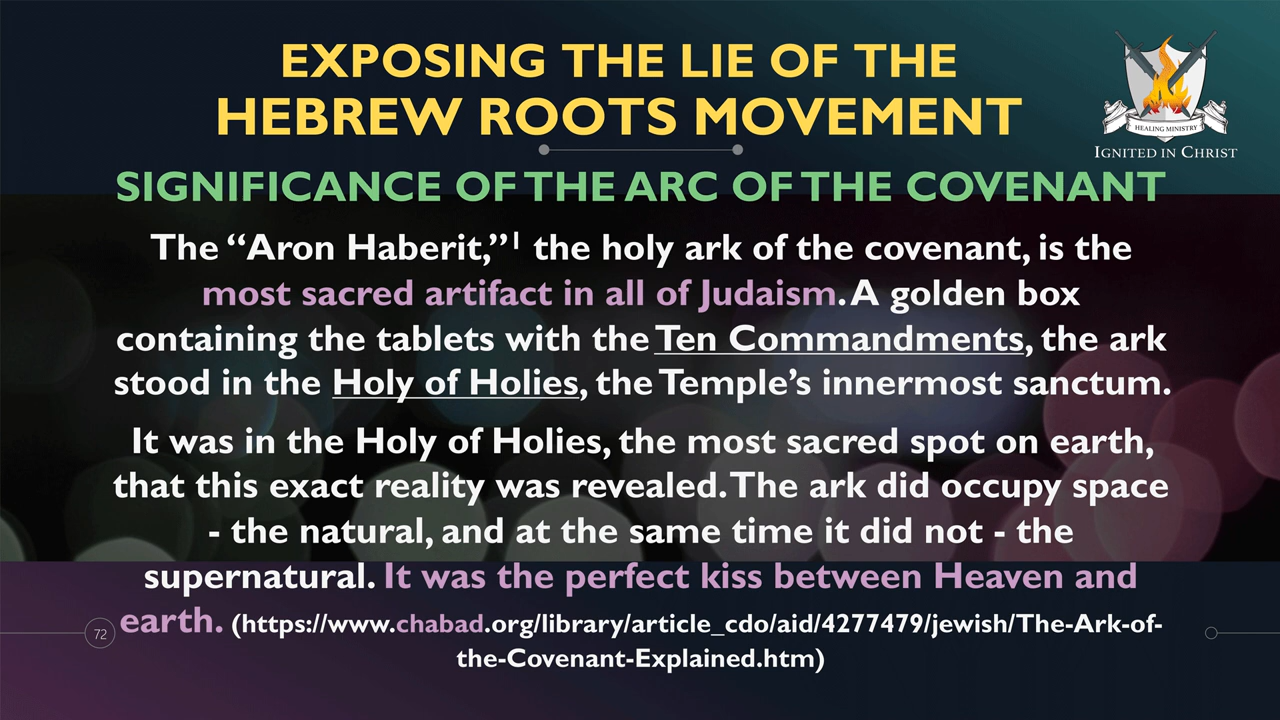 EXPOSING THE LIE OF THE
HEBREW ROOTS MOVEMENT
HEALING MINISTRY
IGNITED IN CHRIST
SIGNIFICANCE OF THE ARC OF THE COVENANT
The “Aron Haberit,”¹ the holy ark of the covenant, is the
most sacred artifact in all of Judaism. A golden box
containing the tablets with the Ten Commandments, the ark
stood in the Holy of Holies, the Temple’s innermost sanctum.
It was in the Holy of Holies, the most sacred spot on earth,
that this exact reality was revealed. The ark did occupy space
- the natural, and at the same time it did not - the
supernatural. It was the perfect kiss between Heaven and
earth. (https://www.chabad.org/library/article_cdo/aid/4277479/jewish/The-Ark-of-
the-Covenant-Explained.htm)
72